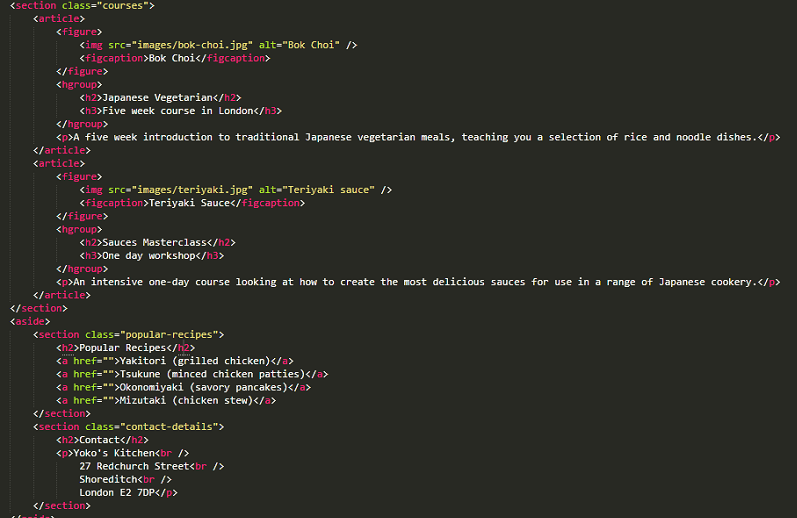 <section class="courses">
<article>
<figure>
<img src="images/bok-choi.jpg" alt="Bok Choi" />
<figcaption>Bok Choi</figcaption>
</figure>
<hgroup>
<h2>Japanese Vegetarian</h2>
<h3>Five week course in London</h3>
</hgroup>
<p>A five week introduction to traditional Japanese vegetarian meals, teaching you a selection of rice and noodle dishes.</p>
</article>
<article>
<figure>
<img src="images/teriyaki.jpg" alt="Teriyaki sauce" />
<figcaption>Teriyaki Sauce</figcaption>
</figure>
<hgroup>
<h2>Sauces Masterclass</h2>
<h3>One day workshop</h3>
</hgroup>
<p>An intensive one-day course looking at how to create the most delicious sauces for use in a range of Japanese cookery.</p>
</article>
</section>
<aside>
<section class="popular-recipes">
<h2>Popular Recipes</h2>
<a href="">Yakitori (grilled chicken)</a>
<a href="">Tsukune (minced chicken patties)</a>
<a href="">Okonomiyaki (savory pancakes)</a>
<a href="">Mizutaki (chicken stew)</a>
</section>
<section class="contact-details">
<h2>Contact</h2>
<p>Yoko's Kitchen<br />
27 Redchurch Street<br />
Shoreditch<br />
London E2 7DP</p>
</section>